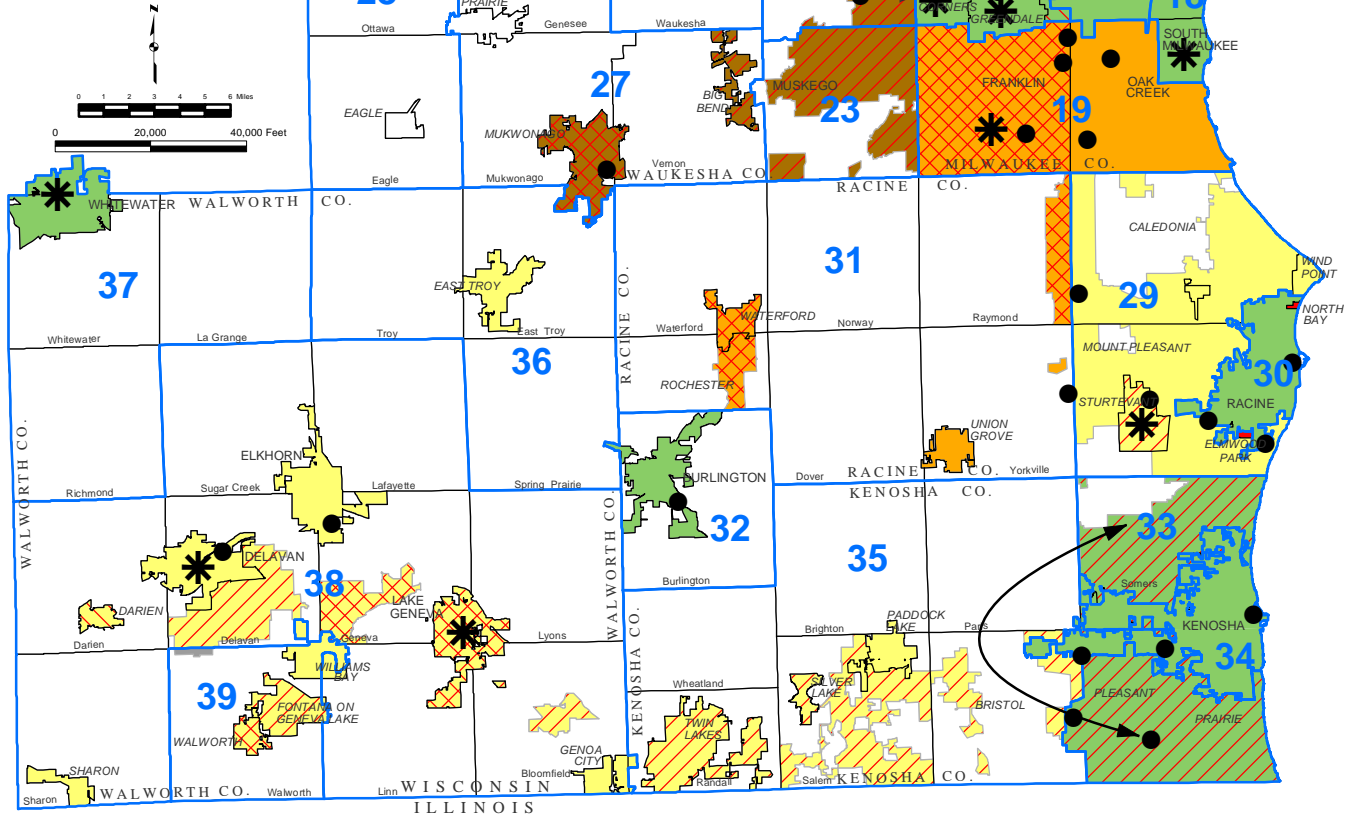 PRAIRIE
Ottawa
Genesee
Waukesha
CORNERS
GREENDALE
N
0 1 2 3 4 5 6 Miles
0 20,000 40,000 Feet
EAGLE
27
MUKWONAGO
BIG
BEND
MUSKEGO
23
FRANKLIN
19
OAK
CREEK
SOUTH
MILWAUKEE
Vernon
Eagle
Mukwonago
WAUKESHA CO.
MILWAUKEE CO.
RACINE CO.
WHITEWATER
WALWORTH CO.
37
EAST TROY
RACINE CO.
31
CALEDONIA
29
WIND
POINT
NORTH
BAY
Whitewater
La Grange
Troy
East Troy
Waterford
WATERFORD
Norway
Raymond
36
ROCHESTER
MOUNT PLEASANT
30
STURTEVANT
RACINE
UNION
GROVE
ELMWOOD
PARK
WALWORTH CO.
ELKHORN
BURLINGTON
Richmond
Sugar Creek
Lafayette
Spring Prairie
Dover
RACINE CO.
Yorkville
KENOSHA CO.
WALWORTH CO.
32
33
35
DELAVAN
38
Burlington
Somers
DARIEN
LAKE
GENEVA
KENOSHA CO.
PADDOCK
LAKE
KENOSHA
34
Darien
Delavan
Geneva
Lyons
Brighton
Paris
WILLIAMS
BAY
39
FONTANA ON
GENEVA LAKE
WALWORTH
Wheatland
SILVER
LAKE
BRISTOL
PLEASANT
PRAIRIE
TWIN
LAKES
GENOA
CITY
SHARON
Sharon
WALWORTH CO.
Walworth
Linn
WISCONSIN
ILLINOIS
Bloomfield
Randall
Salem
KENOSHA CO.